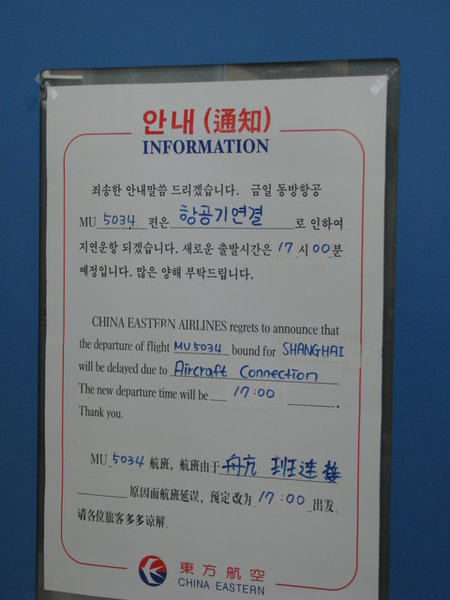 안내 (通知)
INFORMATION
죄송한 안내말씀 드리겠습니다. 금일 동방항공
MU 5034 편은 항공기연결 로 인하여
지연운항 되겠습니다. 새로운 출발시간은 17 시 00분
예정입니다. 많은 양해 부탁드립니다.
CHINA EASTERN AIRLINES regrets to announce that
the departure of flight MU5034 bound for SHANGHAI
will be delayed due to Aircraft Connection
The new departure time will be 17:00 .
Thank you.
MU 5034 航班，航班由于 舟亢 班连接
原因而航班延误，预定改为 17:00 出发.
请各位旅客多多谅解.
東方航空
CHINA EASTERN